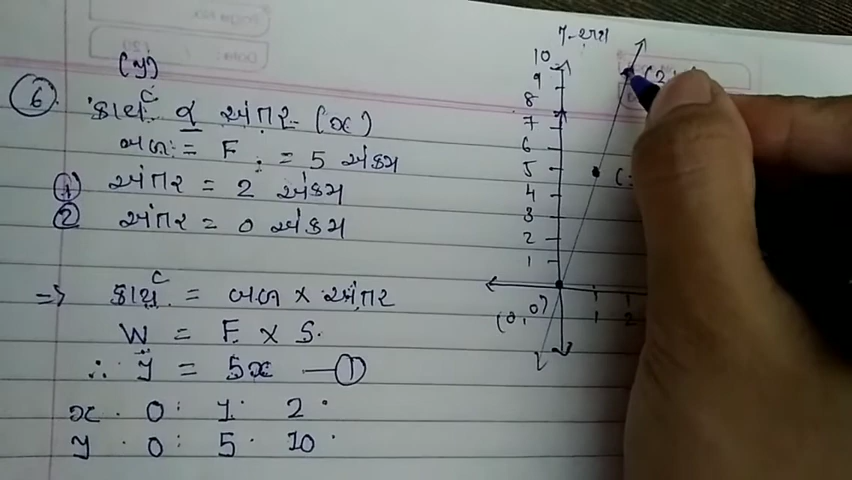 (y)
6. કાર્ય ∝ અંતર (x)
બળ = F = 5 એકમ
① અંતર = 2 એકમ
② અંતર = 0 એકમ
⇒ કાર્ય = બળ × અંતર
W = F × S.
∴ y = 5x —①
x . 0 : 1 . 2 .
y . 0 : 5 . 10 .
Y-અક્ષ
10
9
8
7
6
5
4
3
2
1
(0, 0)
1
2